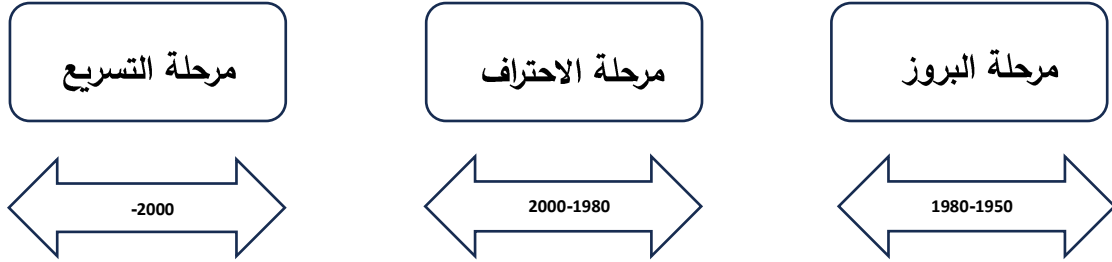 مرحلة البروز
مرحلة الاحتراف
مرحلة التسريع
1980-1950
2000-1980
-2000